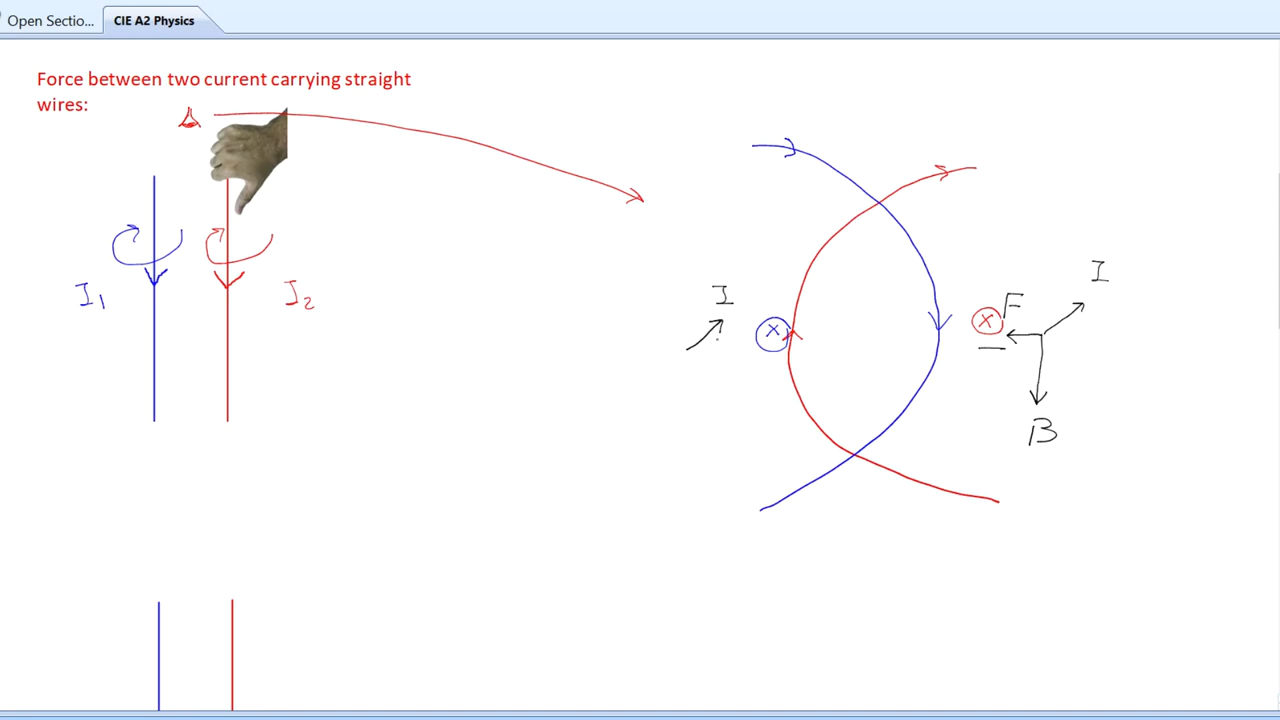 Open Sectio...
CIE A2 Physics
Force between two current carrying straight
wires:
I₁
I₂
I
x
x
F
I
B